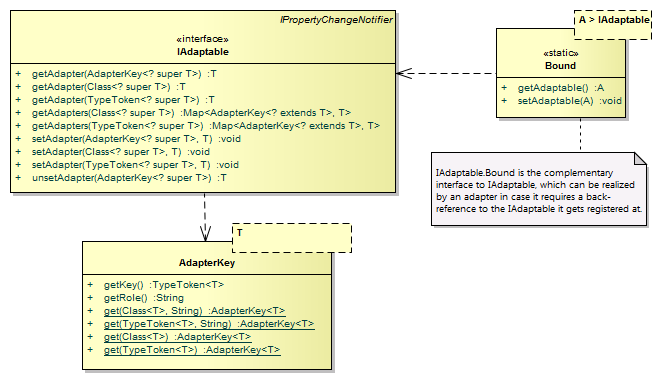 IPropertyChangeNotifier
«interface»
IAdaptable
+ getAdapter(AdapterKey<? super T>) :T
+ getAdapter(Class<? super T>) :T
+ getAdapter(TypeToken<? super T>) :T
+ getAdapters(Class<? super T>) :Map<AdapterKey<? extends T>, T>
+ getAdapters(TypeToken<? super T>) :Map<AdapterKey<? extends T>, T>
+ setAdapter(AdapterKey<? super T>, T) :void
+ setAdapter(Class<? super T>, T) :void
+ setAdapter(TypeToken<? super T>, T) :void
+ unsetAdapter(AdapterKey<? super T>) :T
A > IAdaptable
«static»
Bound
+ getAdaptable() :A
+ setAdaptable(A) :void
IAdaptable.Bound is the complementary
interface to IAdaptable, which can be realized
by an adapter in case it requires a back-
reference to the IAdaptable it gets registered at.
T
AdapterKey
+ getKey() :TypeToken<T>
+ getRole() :String
+ get(Class<T>, String) :AdapterKey<T>
+ get(TypeToken<T>, String) :AdapterKey<T>
+ get(Class<T>) :AdapterKey<T>
+ get(TypeToken<T>) :AdapterKey<T>